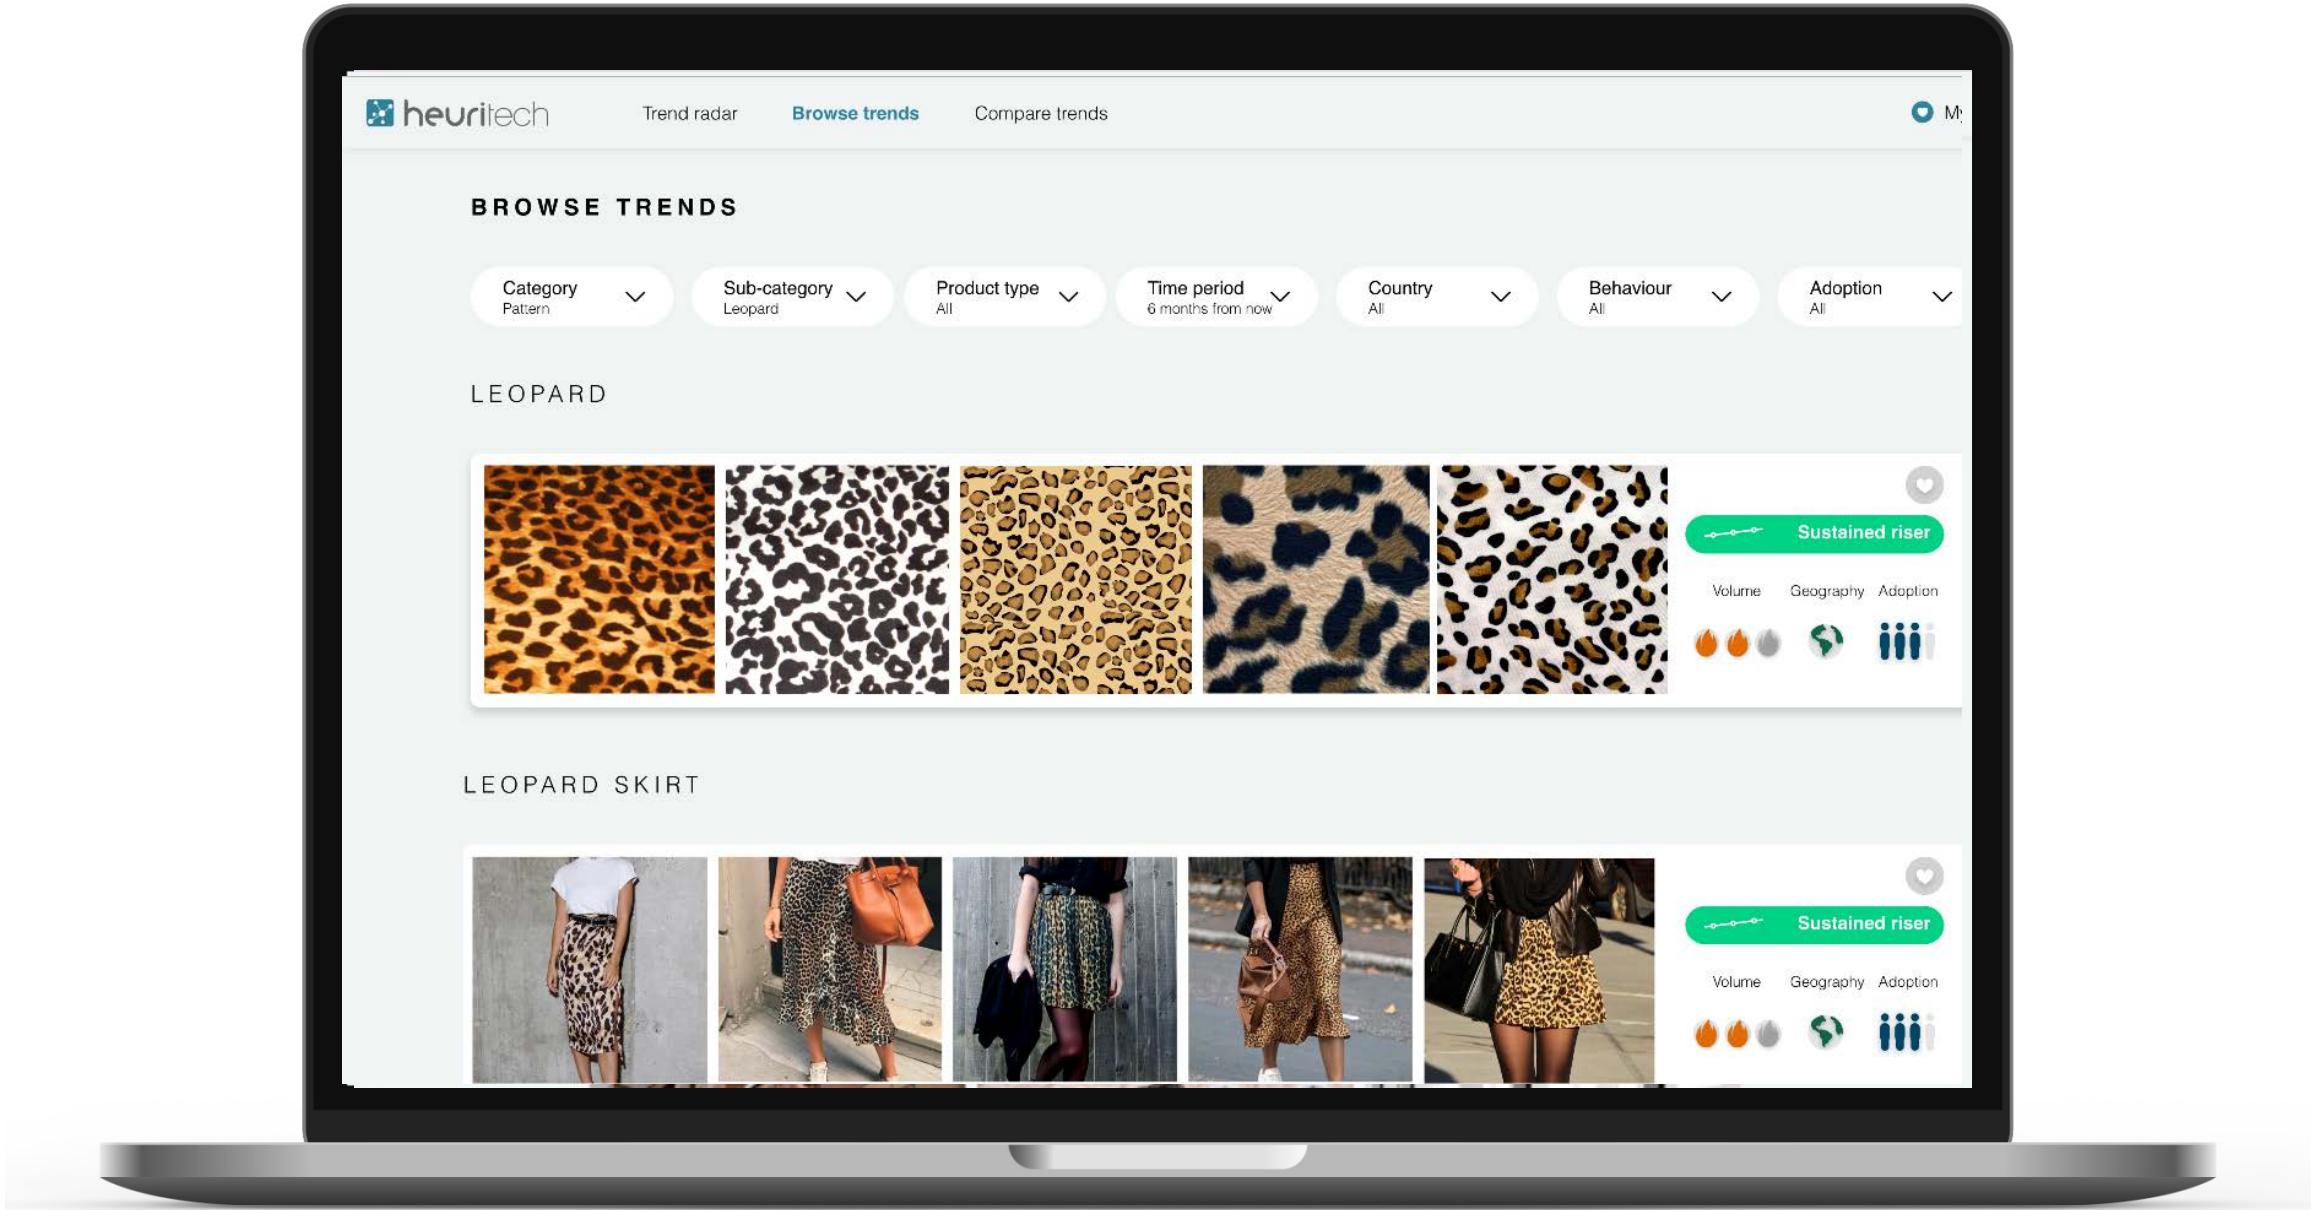 heuritech
Trend radar
Browse trends
Compare trends
BROWSE TRENDS
Category
Pattern
Sub-category
Leopard
Product type
All
Time period
6 months from now
Country
All
Behaviour
All
Adoption
All
LEOPARD
Sustained riser
Volume Geography Adoption
LEOPARD SKIRT
Sustained riser
Volume Geography Adoption